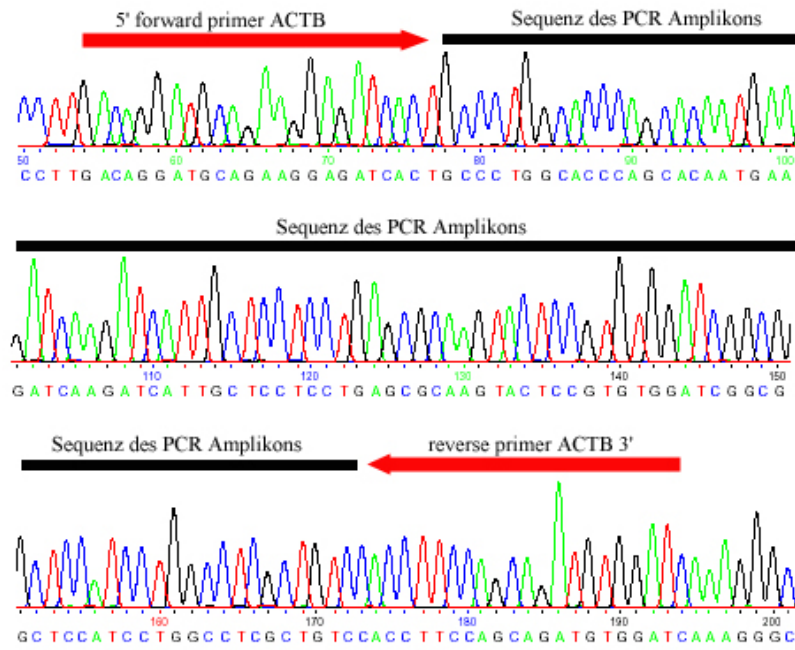 5' forward primer ACTB Sequenz des PCR Amplikons
50 60 70 80 90 100
CCTTGACAGGATGCAGAAGGAGATCACTGCCCTGGCACCCAGCACAATGAA
Sequenz des PCR Amplikons
110 120 130 140 150
GATCAAGATCATTGCTCCTCCTGAGCGCAAGTACTCCGTGTGGATCGGCG
Sequenz des PCR Amplikons reverse primer ACTB 3'
160 170 180 190 200
GCTCCATCCTGGCCTCGCTGTCCACCTTCCAGCAGATGTGGATCAAAGGGC